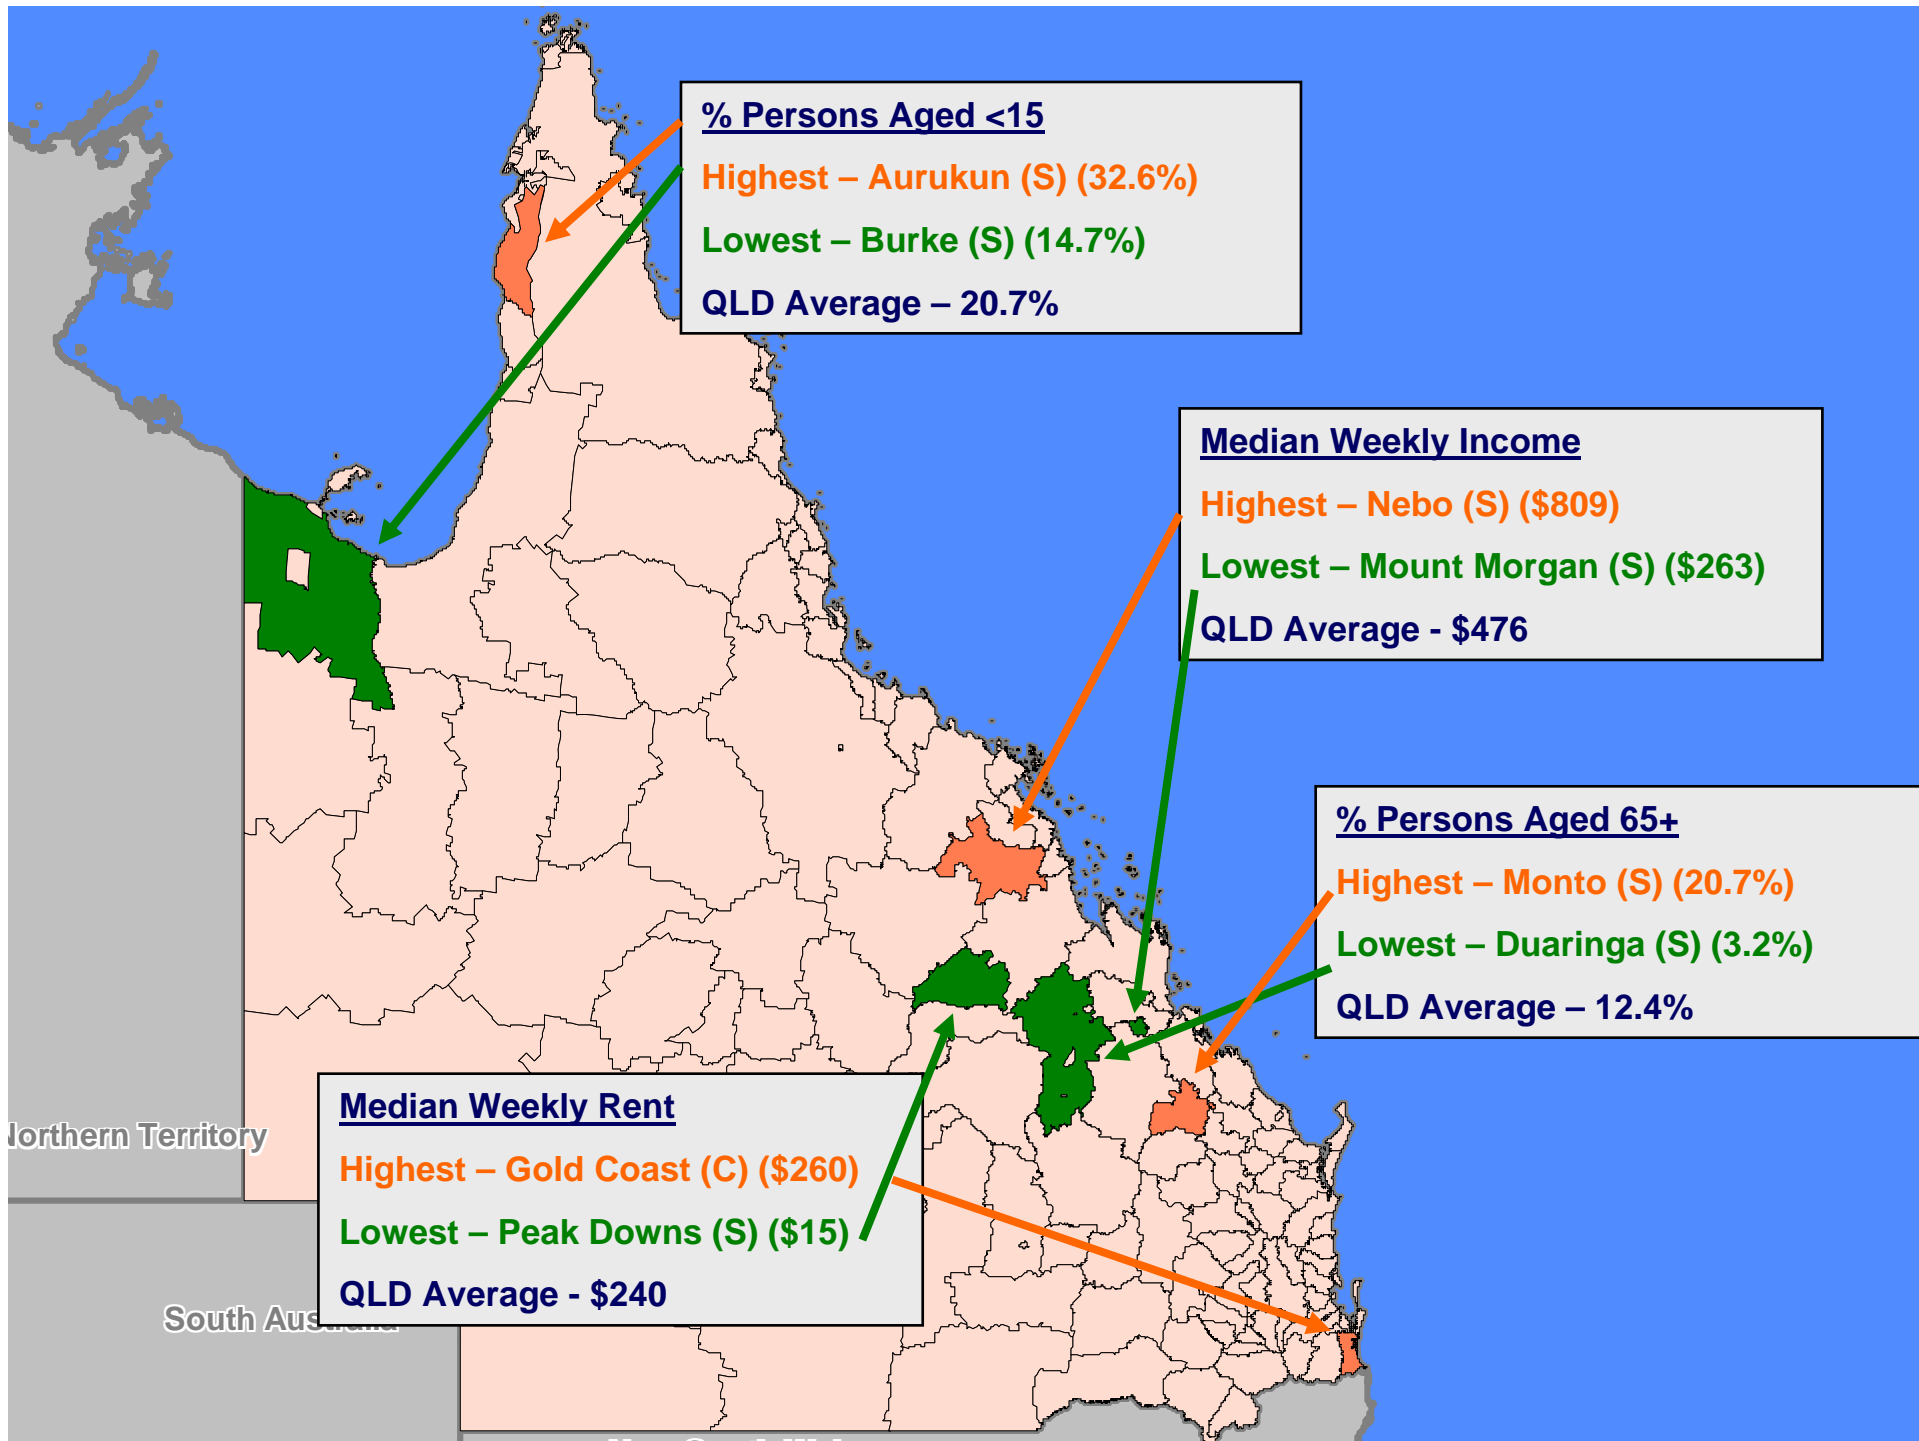 % Persons Aged <15
Highest – Aurukun (S) (32.6%)
Lowest – Burke (S) (14.7%)
QLD Average – 20.7%
Median Weekly Income
Highest – Nebo (S) ($809)
Lowest – Mount Morgan (S) ($263)
QLD Average - $476
% Persons Aged 65+
Highest – Monto (S) (20.7%)
Lowest – Duaringa (S) (3.2%)
QLD Average – 12.4%
Median Weekly Rent
Highest – Gold Coast (C) ($260)
Lowest – Peak Downs (S) ($15)
QLD Average - $240
Northern Territory
South Australia